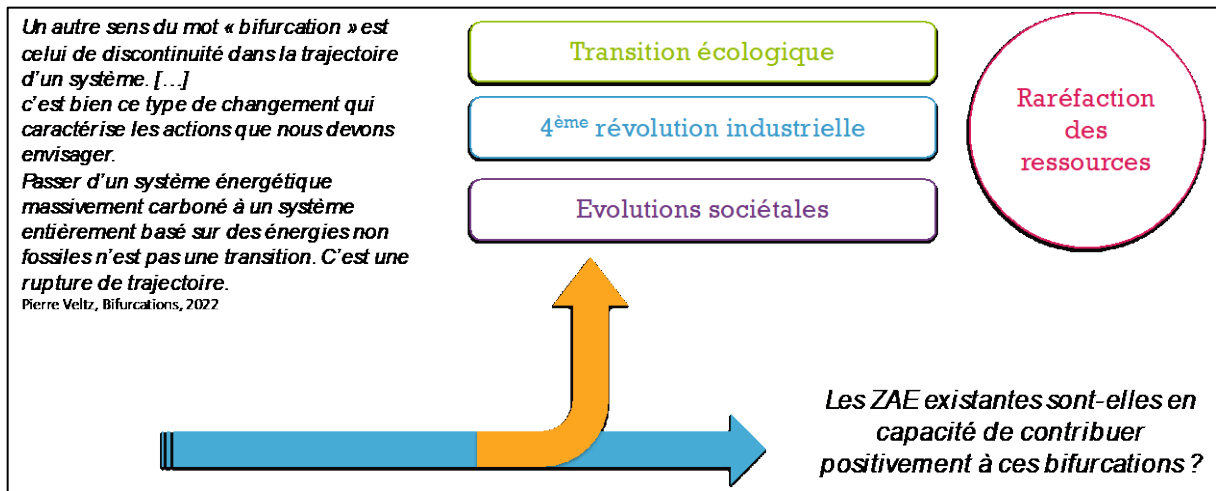 Un autre sens du mot « bifurcation » est
celui de discontinuité dans la trajectoire
d'un système. [...]
c'est bien ce type de changement qui
caractérise les actions que nous devons
envisager.
Passer d'un système énergétique
massivement carboné à un système
entièrement basé sur des énergies non
fossiles n'est pas une transition. C'est une
rupture de trajectoire.
Pierre Veltz, Bifurcations, 2022
Transition écologique
4ème révolution industrielle
Evolutions sociétales
Raréfaction
des
ressources
Les ZAE existantes sont-elles en
capacité de contribuer
positivement à ces bifurcations ?